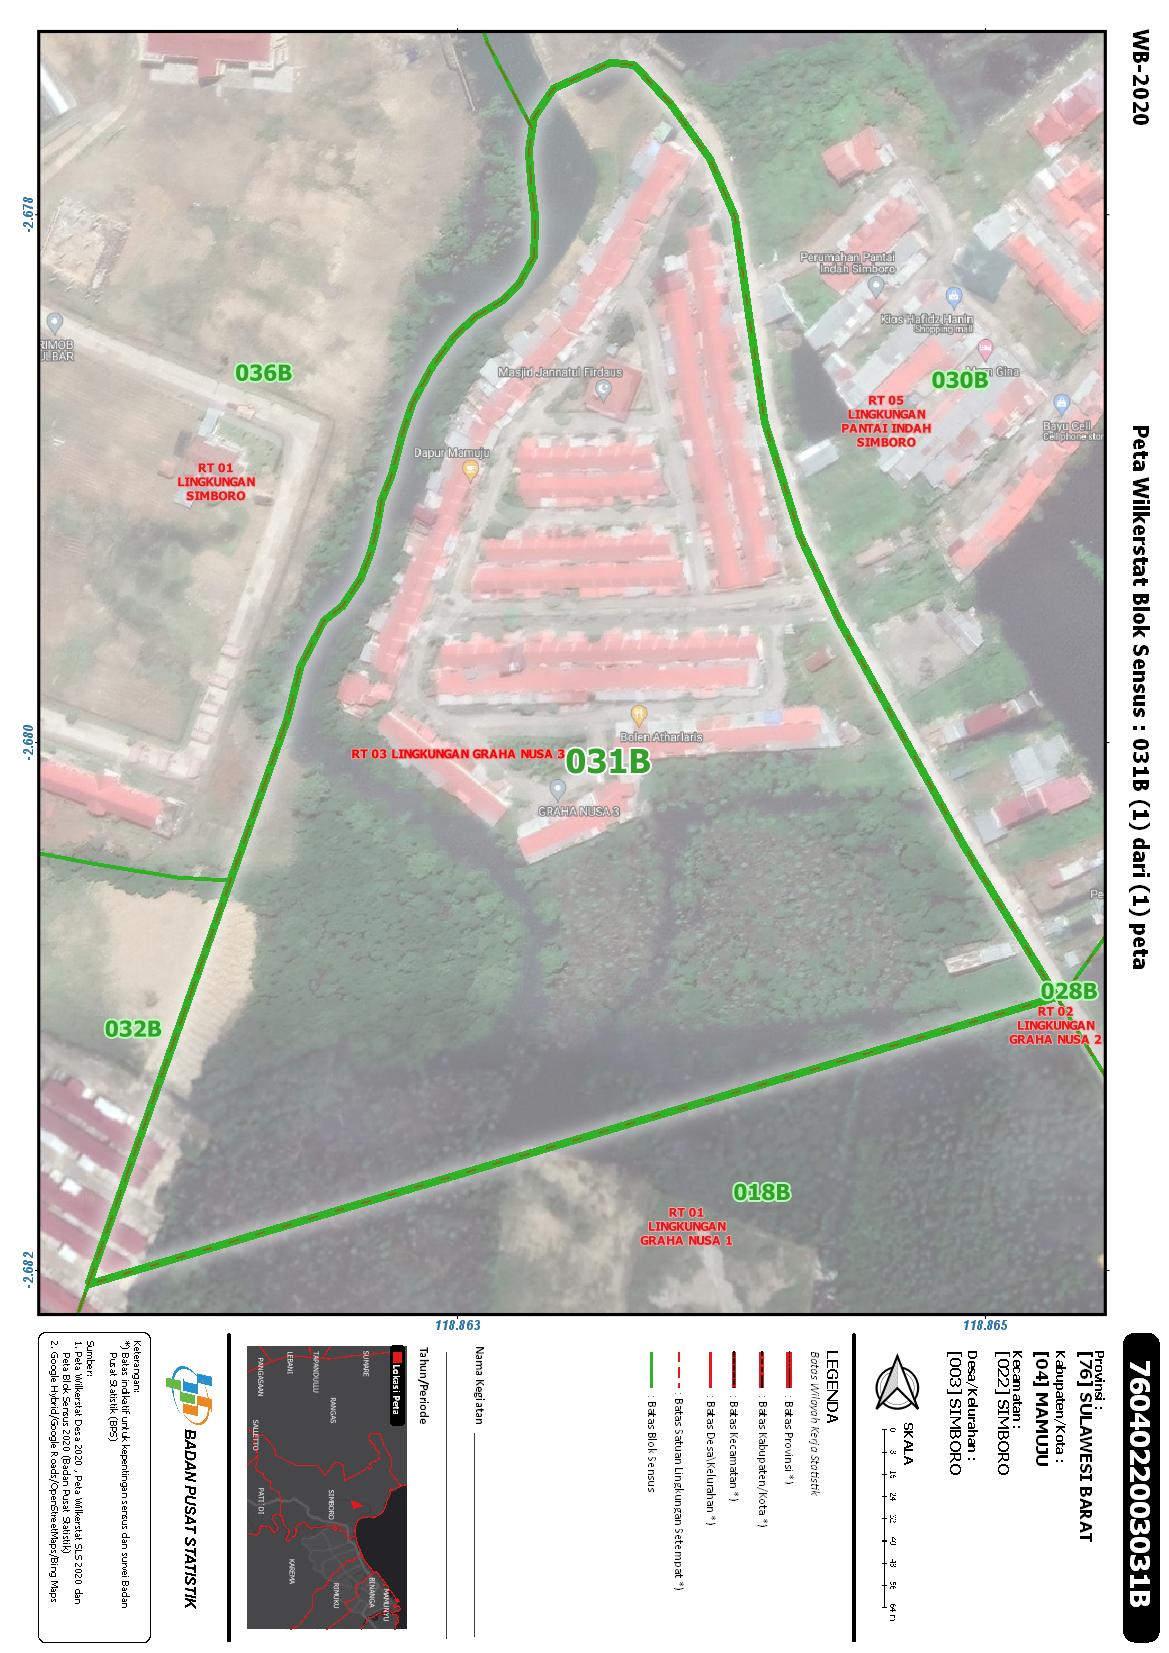 WB-2020
Peta Wilkerstat Blok Sensus : 031B (1) dari (1) peta
-2.678
-2.680
-2.682
118.863
118.865
Perumahan Pantai
Indah Simboro
Kios Hafidz Hanin
Shopping mall
030B
RT 05
LINGKUNGAN
PANTAI INDAH
SIMBORO
Bayu Cell
Cell phone stor
RIMOB
ULBAR
036B
RT 01
LINGKUNGAN
SIMBORO
Masjid Jannatul Firdaus
Dapur Mamuju
Bolen Atharlaris
RT 03 LINGKUNGAN GRAHA NUSA 3
031B
GRAHA NUSA 3
Pe
032B
028B
RT 02
LINGKUNGAN
GRAHA NUSA 2
018B
RT 01
LINGKUNGAN
GRAHA NUSA 1
7604022003031B
Provinsi :
[76] SULAWESI BARAT
Kabupaten/Kota :
[04] MAMUJU
Kecamatan :
[022] SIMBORO
Desa/Kelurahan :
[003] SIMBORO
SKALA
0 8 16 24 32 40 48 56 64 m
LEGENDA
Batas Wilayah Kerja Statistik
: Batas Provinsi *)
: Batas Kabupaten/Kota *)
: Batas Kecamatan *)
: Batas Desa\Kelurahan *)
: Batas Satuan Lingkungan Setempat *)
: Batas Blok Sensus
Nama Kegiatan
Tahun/Periode
Lokasi Peta
SUMARE
TAPANDULLU
LEBANI
PANGASAAN
RANGAS
SALLETTO
SIMBORO
PATI'DI
MAMUNYU
BINANGA
RIMUKU
KAREMA
BADAN PUSAT STATISTIK
Keterangan:
*) Batas indikatif untuk kepentingan sensus dan survei Badan
Pusat Statistik (BPS)
Sumber:
1. Peta Wilkerstat Desa 2020 , Peta Wilkerstat SLS 2020 dan
Peta Blok Sensus 2020 (Badan Pusat Statistik)
2. Google Hybrid/Google Roads/OpenStreetMaps/Bing Maps